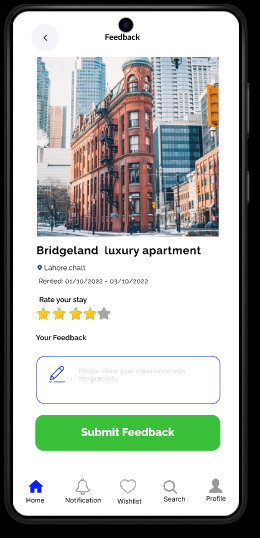 Feedback
Bridgeland luxury apartment
Lahore,chatt
Rented: 01/10/2022 - 03/10/2022
Rate your stay
Your Feedback
Please share your experience with
the property
Submit Feedback
Home Notification Wishlist Search Profile